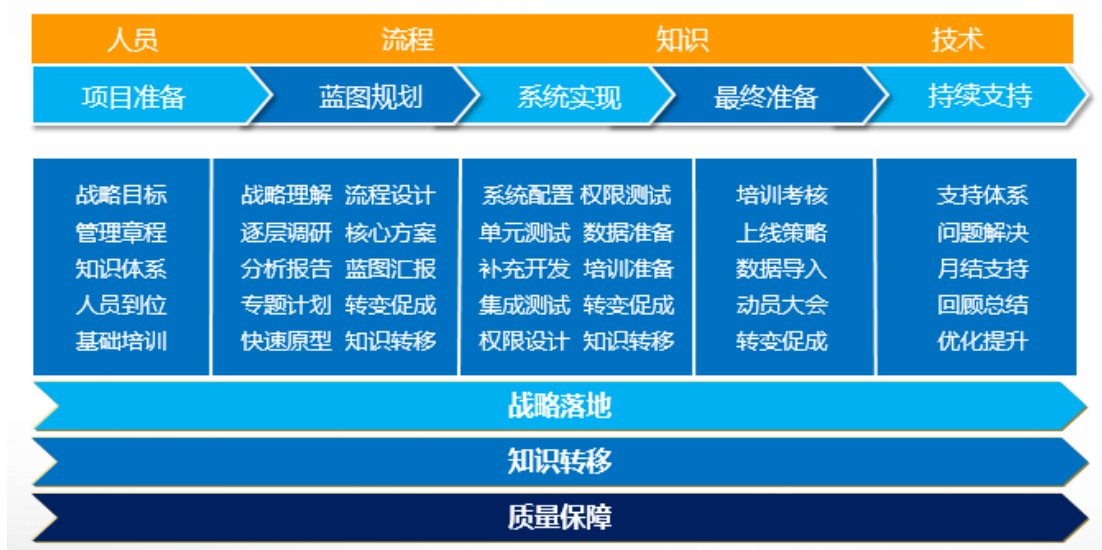 人员 流程 知识 技术
项目准备 蓝图规划 系统实现 最终准备 持续支持
战略目标
管理章程
知识体系
人员到位
基础培训
战略理解 流程设计
逐层调研 核心方案
分析报告 蓝图汇报
专题计划 转变促成
快速原型 知识转移
系统配置 权限测试
单元测试 数据准备
补充开发 培训准备
集成测试 转变促成
权限设计 知识转移
培训考核
上线策略
数据导入
动员大会
转变促成
支持体系
问题解决
月结支持
回顾总结
优化提升
战略落地
知识转移
质量保障